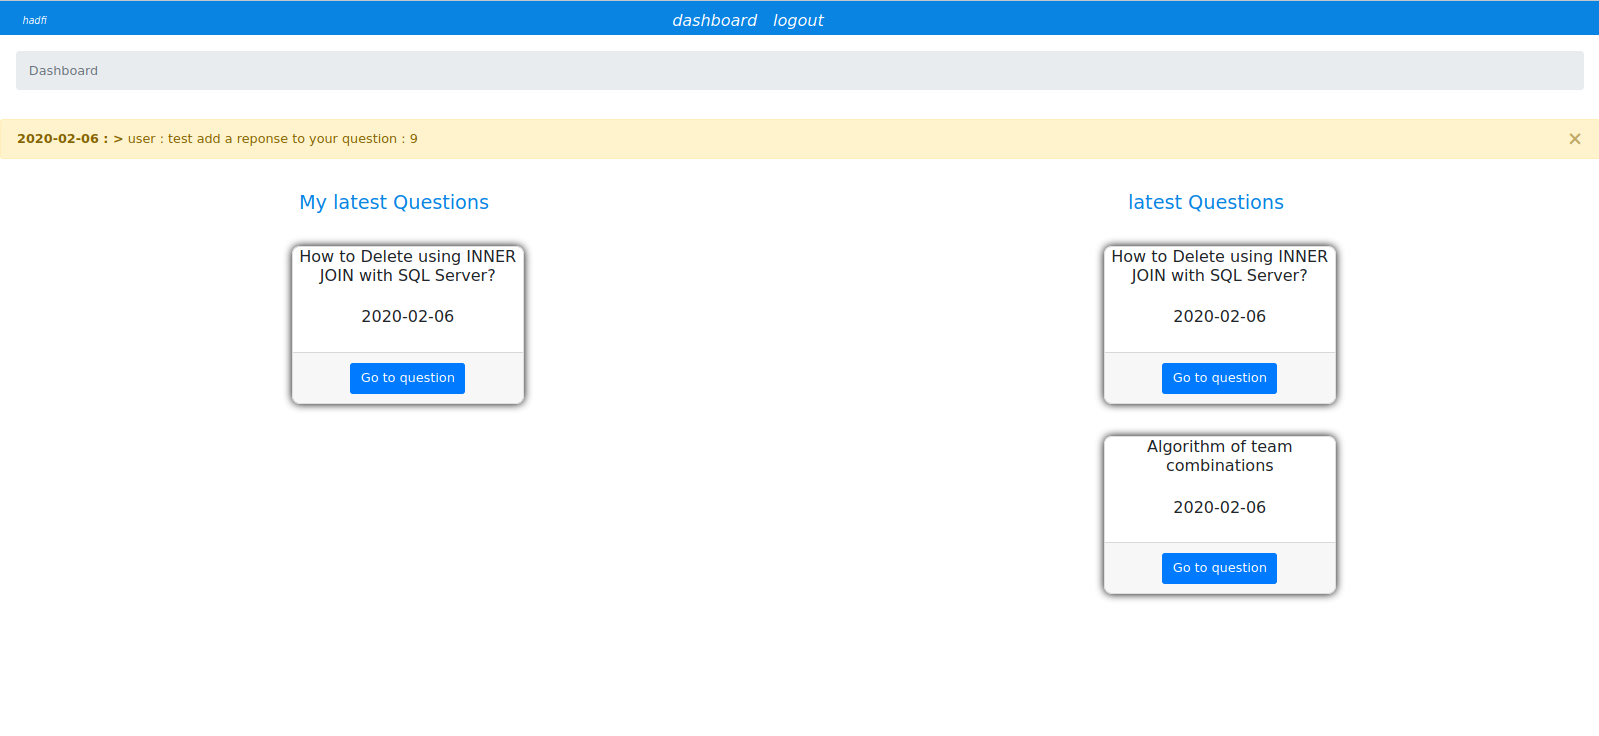 hadfi
dashboard logout
Dashboard
2020-02-06 : > user : test add a reponse to your question : 9 ×
My latest Questions
How to Delete using INNER
JOIN with SQL Server?
2020-02-06
Go to question
latest Questions
How to Delete using INNER
JOIN with SQL Server?
2020-02-06
Go to question
Algorithm of team
combinations
2020-02-06
Go to question